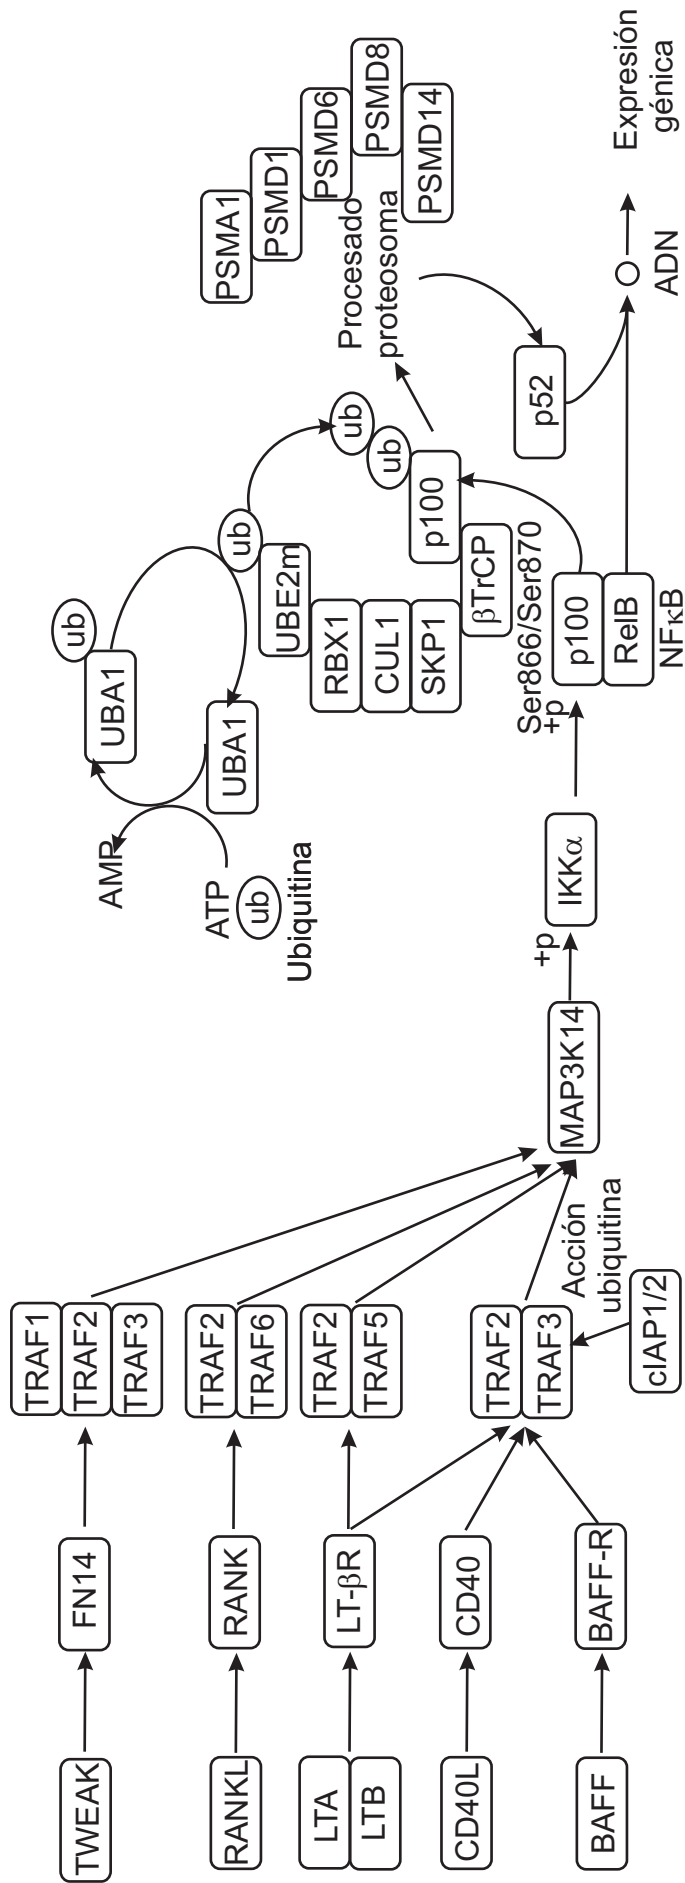 TWEAK
FN14
TRAF1
TRAF2
TRAF3
RANKL
RANK
TRAF2
TRAF6
LTA
LTB
LT-βR
TRAF2
TRAF5
CD40L
CD40
TRAF2
TRAF3
BAFF
BAFF-R
cIAP1/2
Acción
ubiquitina
MAP3K14
+p
IKKα
+p
Ser866/Ser870
p100
RelB
NFκB
AMP
ATP
ub
Ubiquitina
UBA1
ub
UBA1
ub
UBE2m
RBX1
CUL1
SKP1
βTrCP
p100
ub
ub
Procesado
proteosoma
PSMA1
PSMD1
PSMD6
PSMD8
PSMD14
p52
ADN
Expresión
génica